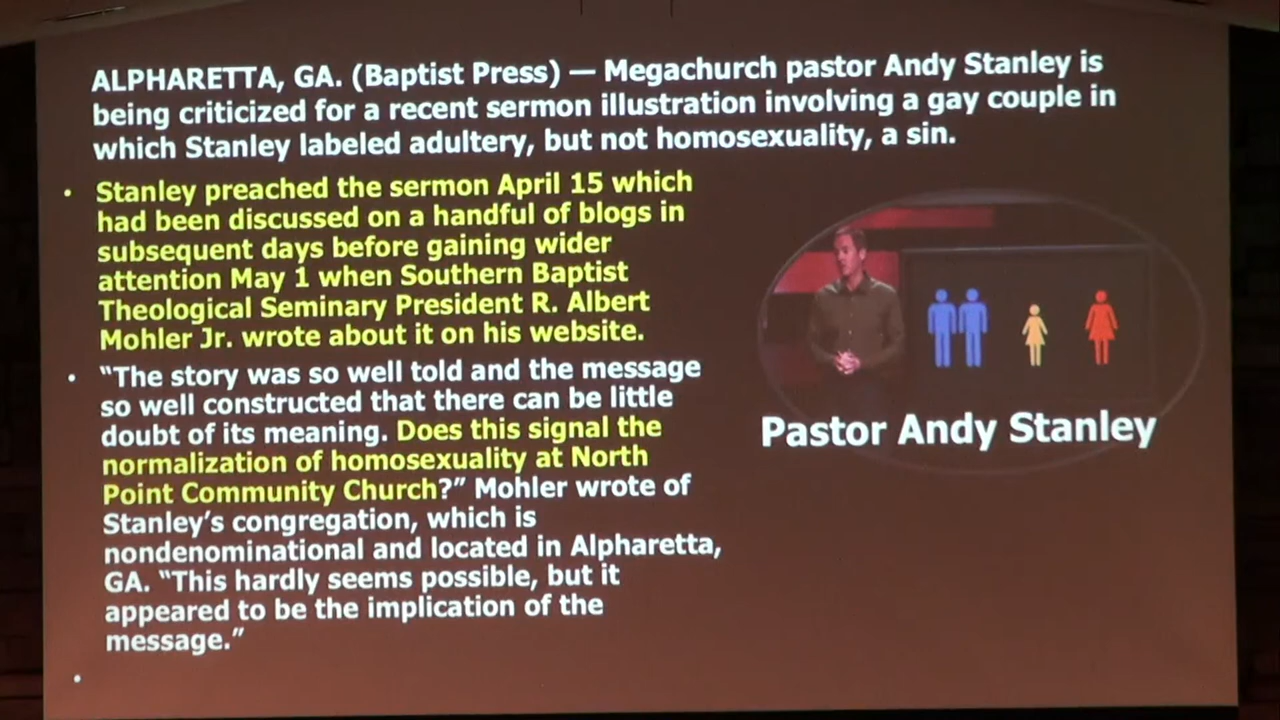 ALPHARETTA, GA. (Baptist Press) — Megachurch pastor Andy Stanley is
being criticized for a recent sermon illustration involving a gay couple in
which Stanley labeled adultery, but not homosexuality, a sin.
• Stanley preached the sermon April 15 which
had been discussed on a handful of blogs in
subsequent days before gaining wider
attention May 1 when Southern Baptist
Theological Seminary President R. Albert
Mohler Jr. wrote about it on his website.
• “The story was so well told and the message
so well constructed that there can be little
doubt of its meaning. Does this signal the
normalization of homosexuality at North
Point Community Church?” Mohler wrote of
Stanley’s congregation, which is
nondenominational and located in Alpharetta,
GA. “This hardly seems possible, but it
appeared to be the implication of the
message.”
•
Pastor Andy Stanley